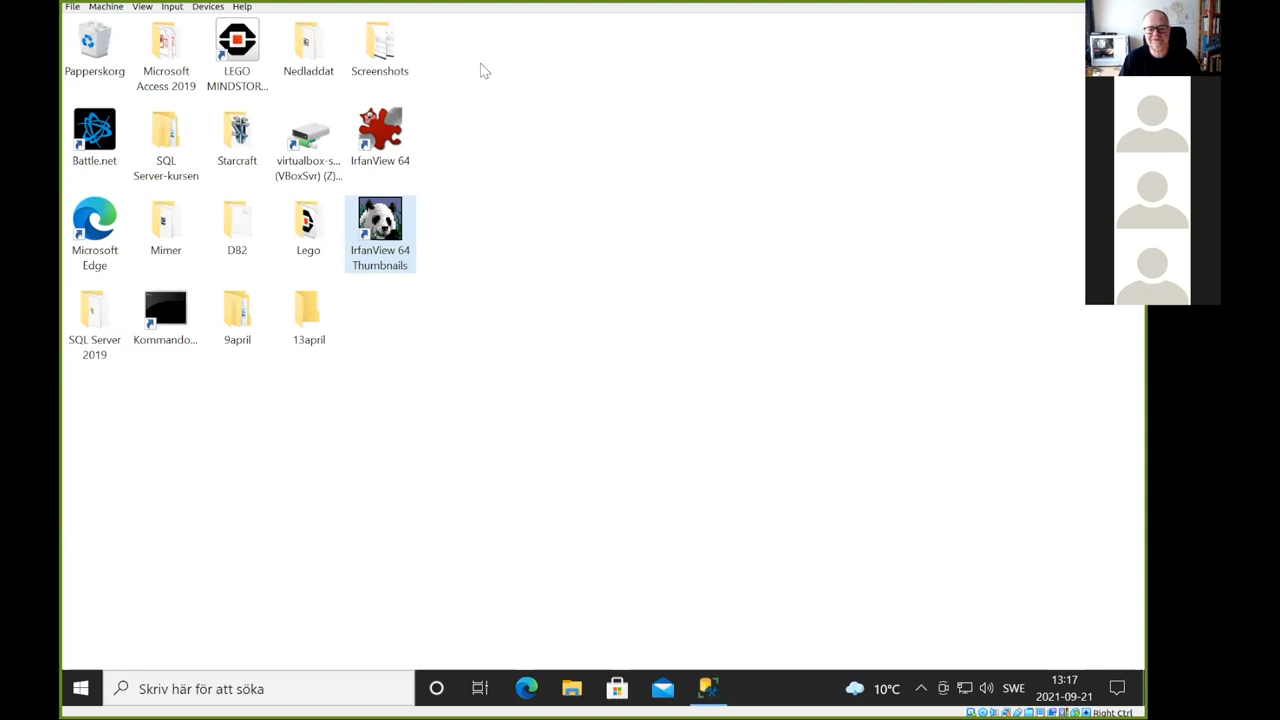 File Machine View Input Devices Help
Papperskorg
Microsoft
Access 2019
LEGO
MINDSTOR...
Nedladdat
Screenshots
Battle.net
SQL
Server-kursen
Starcraft
virtualbox-s...
(VBoxSvr) (Z)...
IrfanView 64
Microsoft
Edge
Mimer
DB2
Lego
IrfanView 64
Thumbnails
SQL Server
2019
Kommando...
9april
13april
Skriv här för att söka
10°C
SWE
13:17
2021-09-21
Right Ctrl